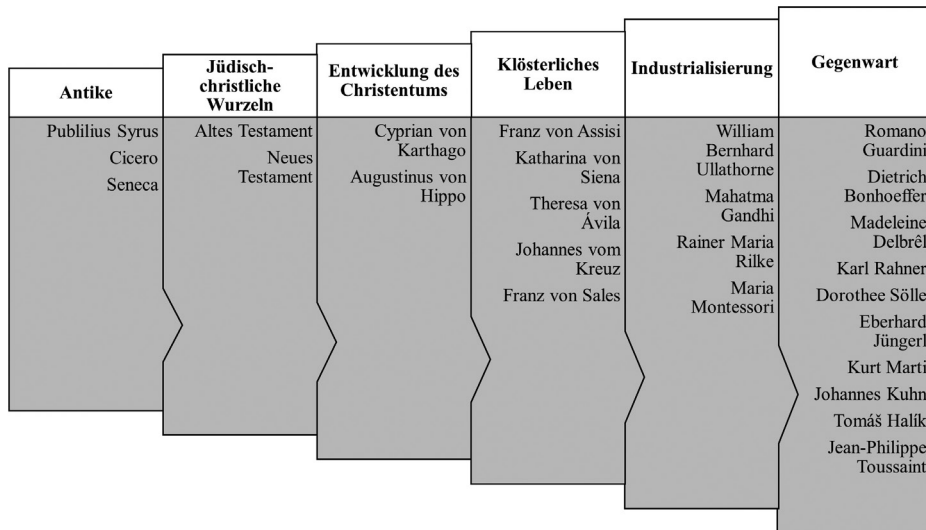 Antike
Publilius Syrus
Cicero
Seneca
Jüdisch-
christliche
Wurzeln
Altes Testament
Neues
Testament
Entwicklung des
Christentums
Cyprian von
Karthago
Augustinus von
Hippo
Klösterliches
Leben
Franz von Assisi
Katharina von
Siena
Theresa von
Ávila
Johannes vom
Kreuz
Franz von Sales
Industrialisierung
William
Bernhard
Ullathorne
Mahatma
Gandhi
Rainer Maria
Rilke
Maria
Montessori
Gegenwart
Romano
Guardini
Dietrich
Bonhoeffer
Madeleine
Delbrêl
Karl Rahner
Dorothee Sölle
Eberhard
Jüngerl
Kurt Marti
Johannes Kuhn
Tomáš Halík
Jean-Philippe
Toussaint